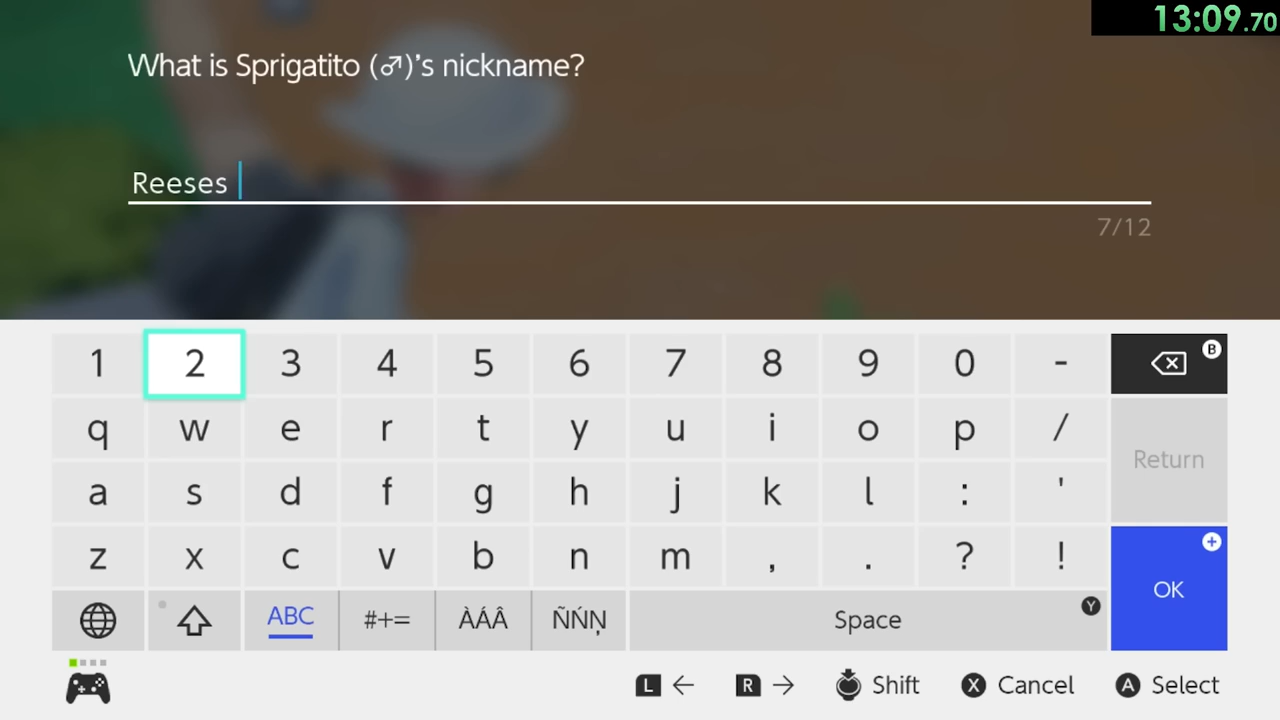 13:09.70
What is Sprigatito (♂)'s nickname?
Reeses
7/12
1 2 3 4 5 6 7 8 9 0 - B
q w e r t y u i o p / Return
a s d f g h j k l : '
z x c v b n m , . ? ! + OK
ABC #+= ÀÁÂ ÑŃŅ Space Y
L ← R → Shift X Cancel A Select